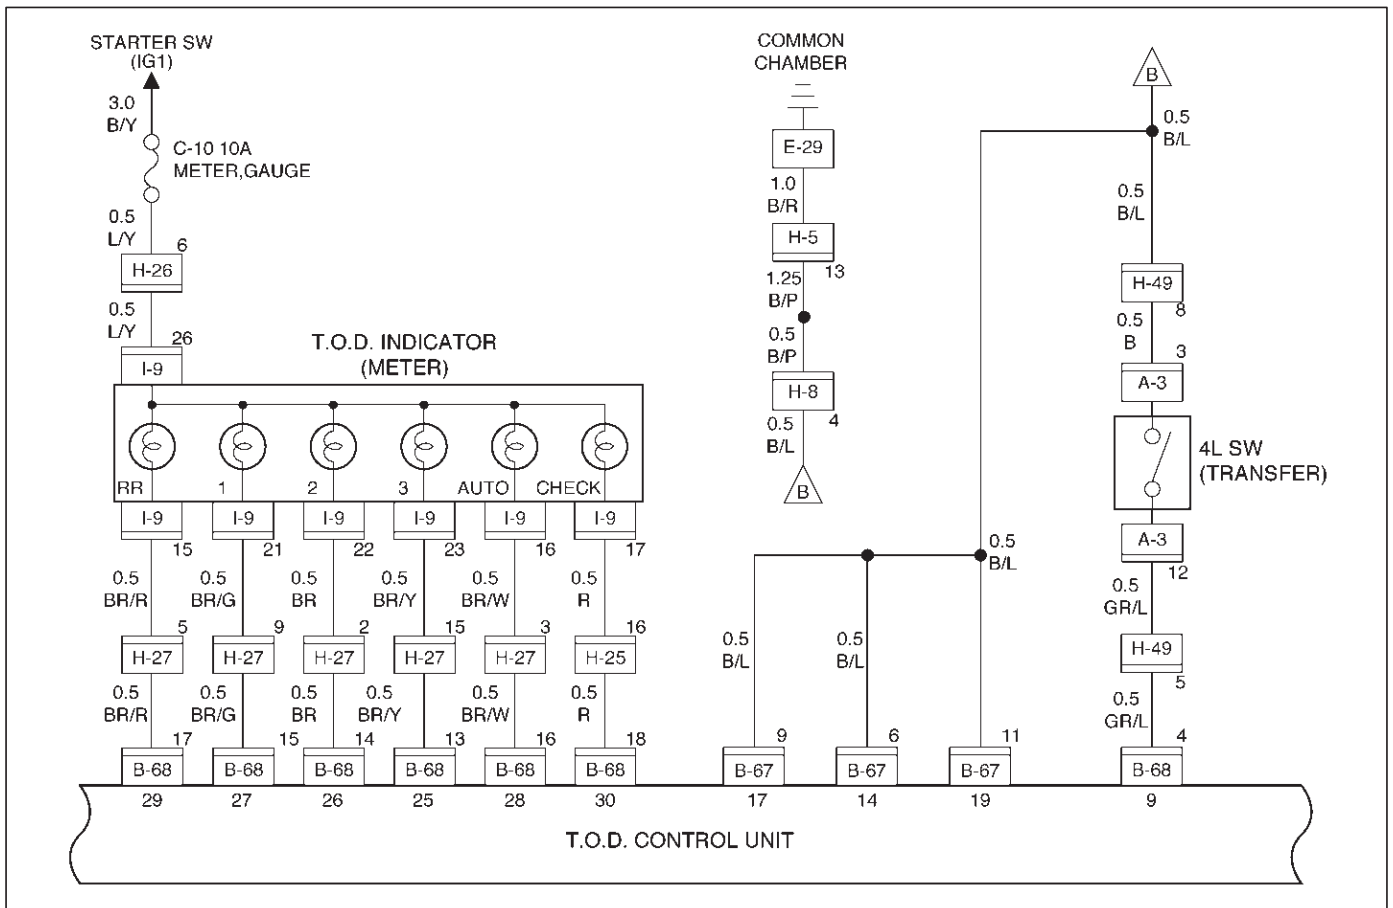 STARTER SW
(IG1)
3.0
B/Y
C-10 10A
METER,GAUGE
0.5
L/Y
6
H-26
0.5
L/Y
26
I-9
T.O.D. INDICATOR
(METER)
RR 1 2 3 AUTO CHECK
I-9 I-9 I-9 I-9 I-9 I-9
15 21 22 23 16 17
0.5 0.5 0.5 0.5 0.5 0.5
BR/R BR/G BR BR/Y BR/W R
5 9 2 15 3 16
H-27 H-27 H-27 H-27 H-27 H-25
0.5 0.5 0.5 0.5 0.5 0.5
BR/R BR/G BR BR/Y BR/W R
17 15 14 13 16 18
B-68 B-68 B-68 B-68 B-68 B-68
29 27 26 25 28 30
COMMON
CHAMBER
E-29
1.0
B/R
H-5
13
1.25
B/P
0.5
B/P
H-8
4
0.5
B/L
B
B
0.5
B/L
0.5
B/L
H-49
8
0.5
B
3
A-3
4L SW
(TRANSFER)
A-3
12
0.5
GR/L
H-49
5
0.5
GR/L
4
B-68
9
0.5
B/L
0.5 0.5
B/L B/L
9 6 11
B-67 B-67 B-67
17 14 19
T.O.D. CONTROL UNIT